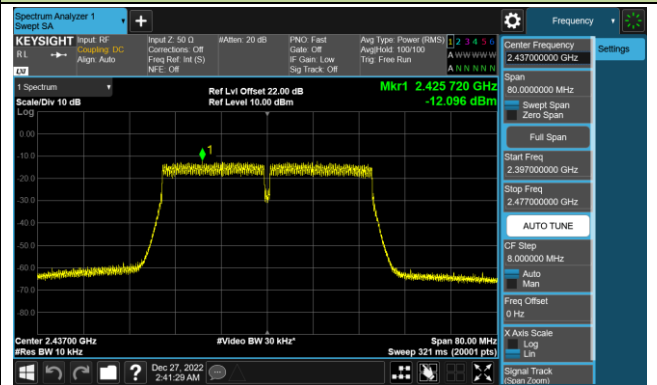 Spectrum Analyzer 1
Swept SA
Frequency
KEYSIGHT Input: RF Input Z: 50 Ω #Atten: 20 dB PNO: Fast Avg Type: Power (RMS) 1 2 3 4 5 6
RL Coupling: DC Corrections: Off Gate: Off Avg|Hold: 100/100 A W W W W W
Align: Auto Freq Ref: Int (S) IF Gain: Low Trig: Free Run
NFE: Off Sig Track: Off A N N N N N
LXI
1 Spectrum Ref Lvl Offset 22.00 dB Mkr1 2.425 720 GHz
Scale/Div 10 dB Ref Level 10.00 dBm -12.096 dBm
Log
1
0.00
-10.0
-20.0
-30.0
-40.0
-50.0
-60.0
-70.0
-80.0
Center 2.43700 GHz #Video BW 30 kHz* Span 80.00 MHz
#Res BW 10 kHz Sweep 321 ms (20001 pts)
Dec 27, 2022
2:41:29 AM
Center Frequency
2.437000000 GHz
Settings
Span
80.0000000 MHz
Swept Span
Zero Span
Full Span
Start Freq
2.397000000 GHz
Stop Freq
2.477000000 GHz
AUTO TUNE
CF Step
8.000000 MHz
Auto
Man
Freq Offset
0 Hz
X Axis Scale
Log
Lin
Signal Track
(Span Zoom)